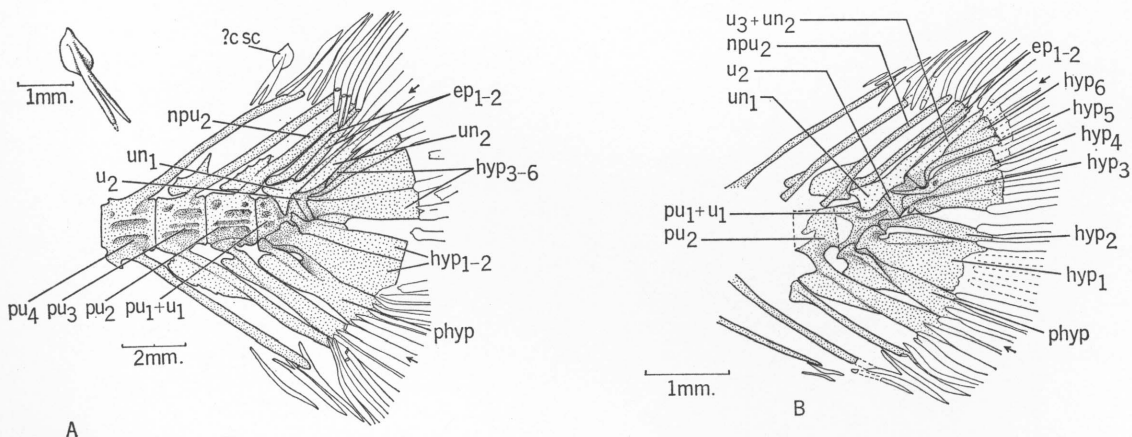 ?csc
1mm.
npu2
ep1-2
un2
un1
hyp3-6
u2
hyp1-2
pu4 pu3 pu2 pu1+u1
phyp
2mm.
A
u3+un2
npu2
ep1-2
u2
hyp6
un1
hyp5
hyp4
hyp3
pu1+u1
pu2
hyp2
hyp1
phyp
1mm.
B